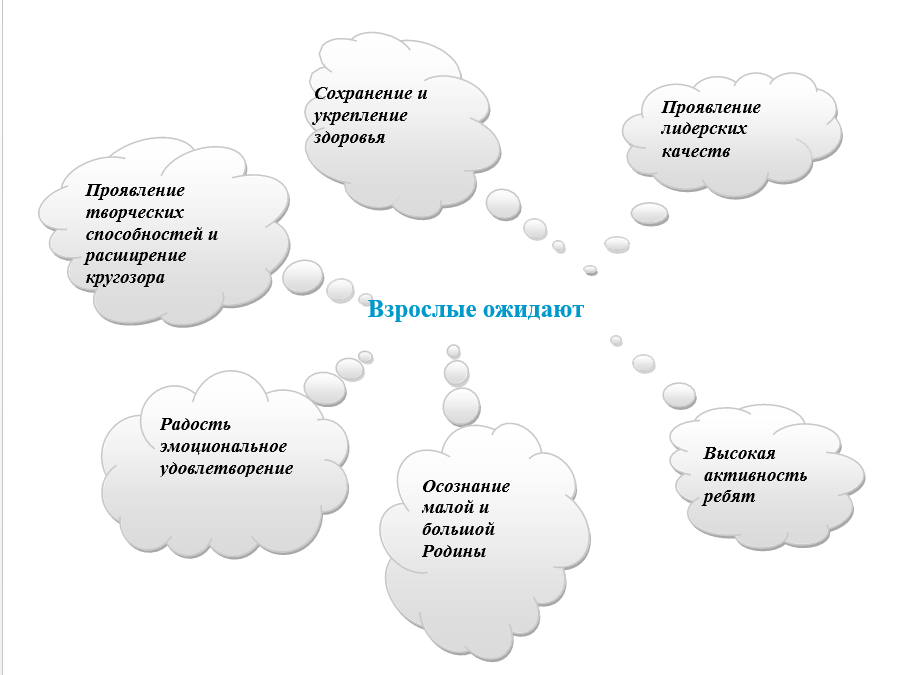 Сохранение и
укрепление
здоровья
Проявление
лидерских
качеств
Проявление
творческих
способностей и
расширение
кругозора
Взрослые ожидают
Радость
эмоциональное
удовлетворение
Осознание
малой и
большой
Родины
Высокая
активность
ребят